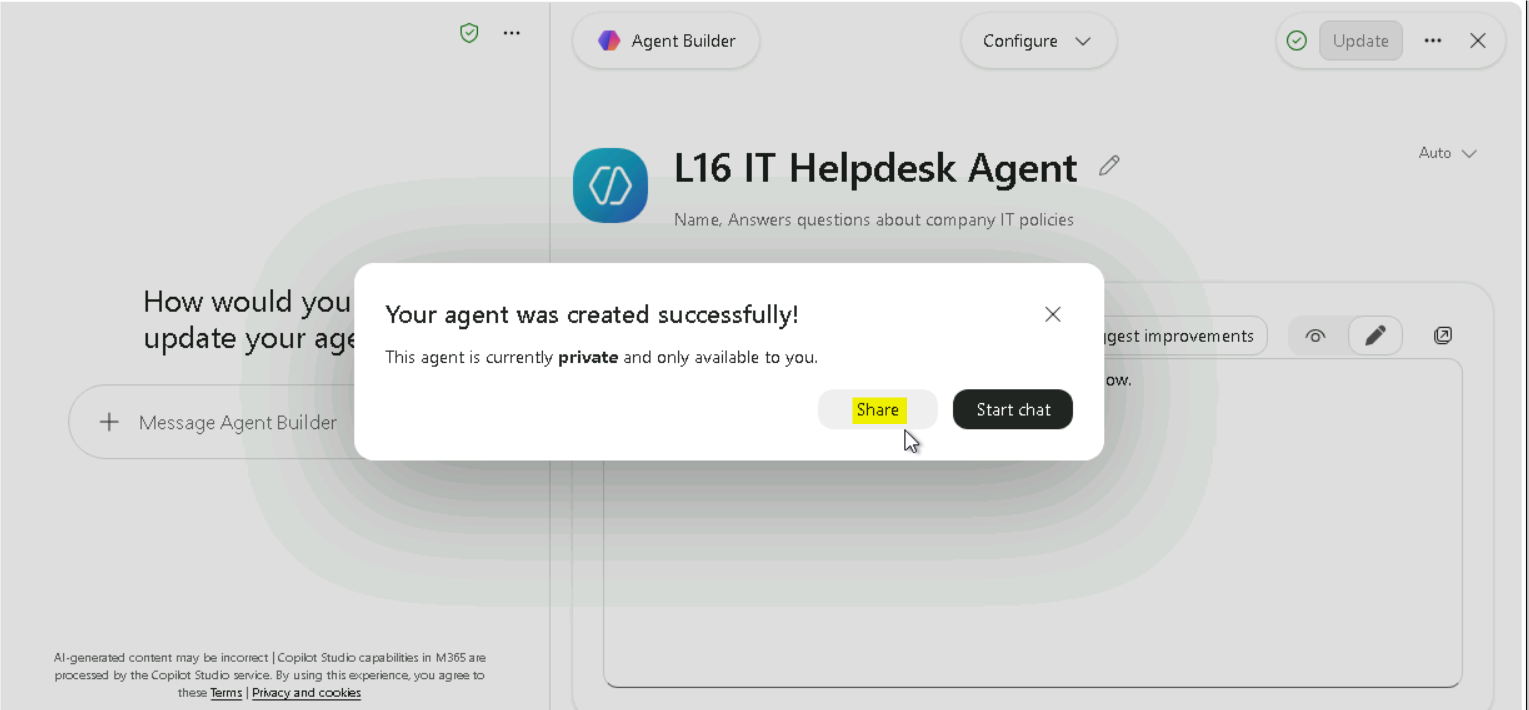 Agent Builder
Configure
Update
L16 IT Helpdesk Agent
Auto
Name, Answers questions about company IT policies
How would you
update your age
Message Agent Builder
Your agent was created successfully!
This agent is currently private and only available to you.
Share
Start chat
gest improvements
ow.
AI-generated content may be incorrect | Copilot Studio capabilities in M365 are
processed by the Copilot Studio service. By using this experience, you agree to
these Terms | Privacy and cookies